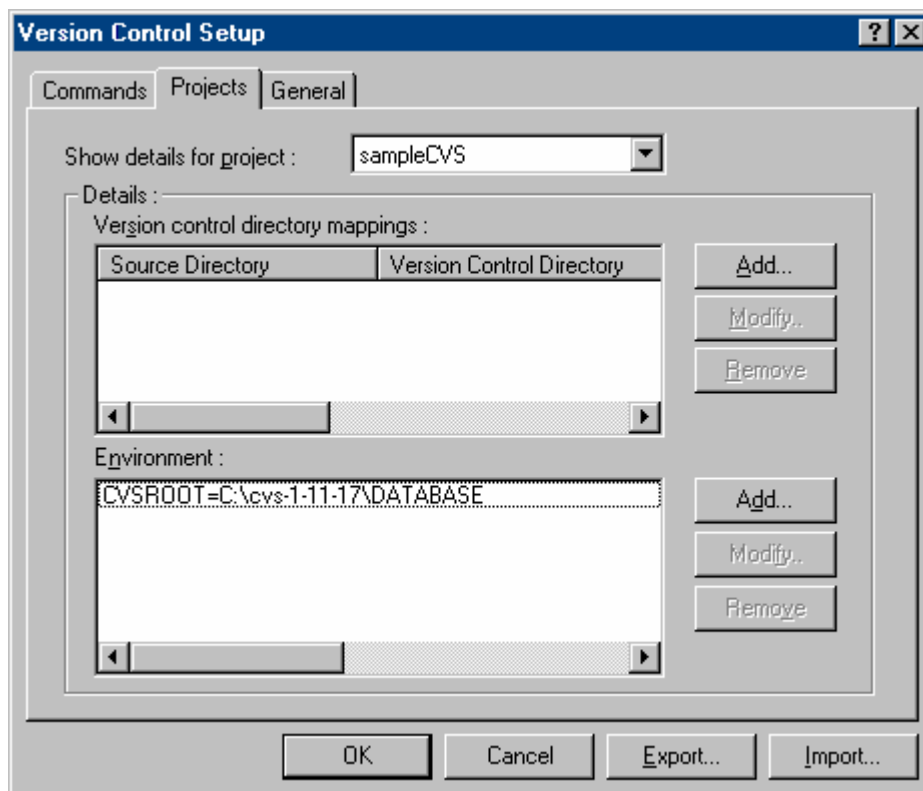 Version Control Setup
Commands Projects General
Show details for project : sampleCVS
Details :
Version control directory mappings :
Source Directory Version Control Directory
Add...
Modify..
Remove
Environment :
CVSROOT=C:\cvs-1-11-17\DATABASE
Add...
Modify..
Remove
OK Cancel Export... Import...